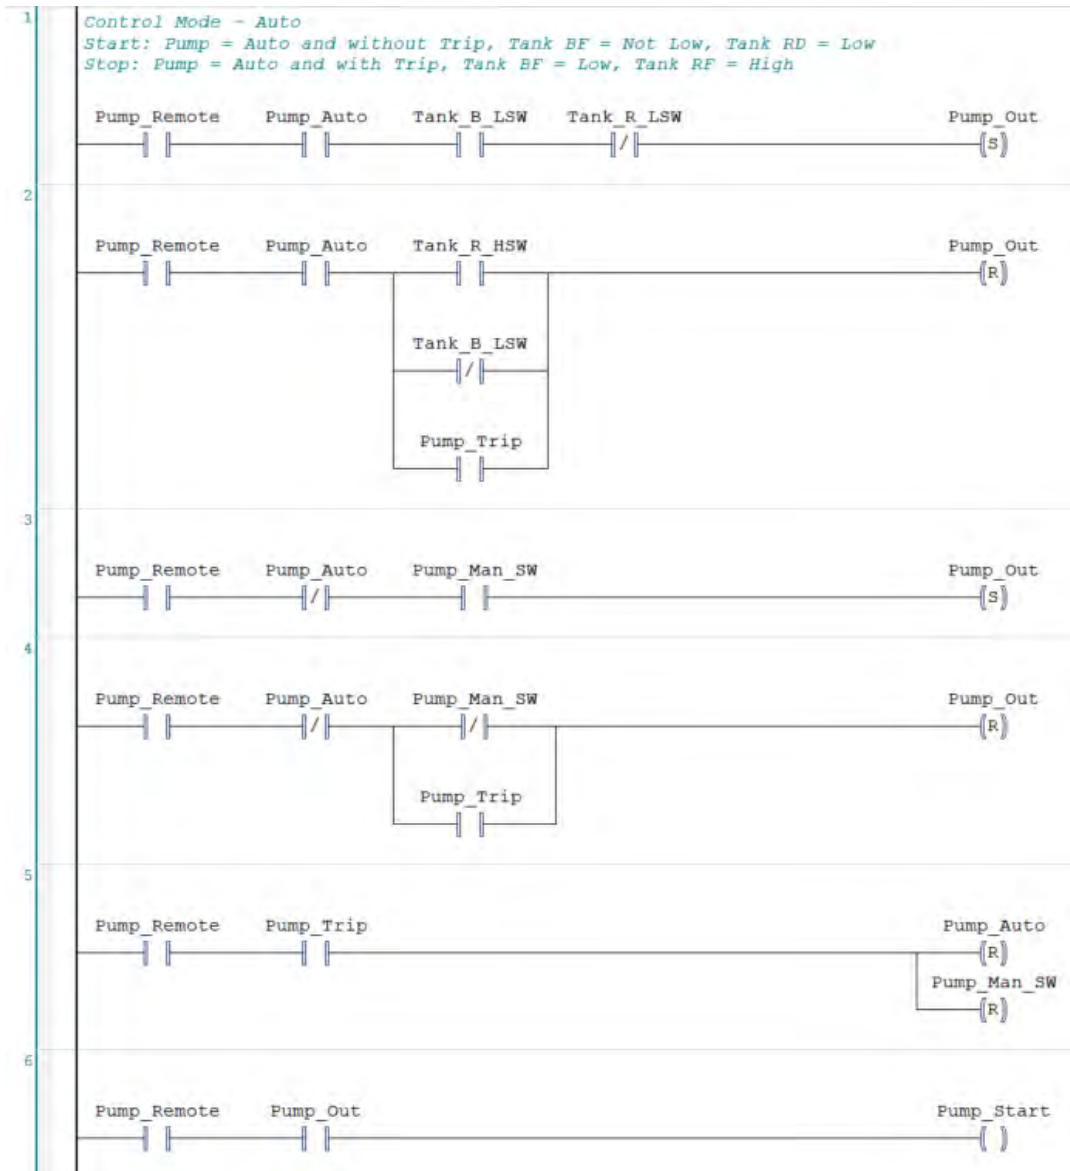 1
Control Mode - Auto
Start: Pump = Auto and without Trip, Tank BF = Not Low, Tank RD = Low
Stop: Pump = Auto and with Trip, Tank BF = Low, Tank RF = High
Pump_Remote Pump_Auto Tank_B_LSW Tank_R_LSW Pump_Out
/ S
2
Pump_Remote Pump_Auto Tank_R_HSW Pump_Out
R
Tank_B_LSW
/
Pump_Trip
3
Pump_Remote Pump_Auto Pump_Man_SW Pump_Out
/ S
4
Pump_Remote Pump_Auto Pump_Man_SW Pump_Out
/ / R
Pump_Trip
5
Pump_Remote Pump_Trip Pump_Auto
R
Pump_Man_SW
R
6
Pump_Remote Pump_Out Pump_Start